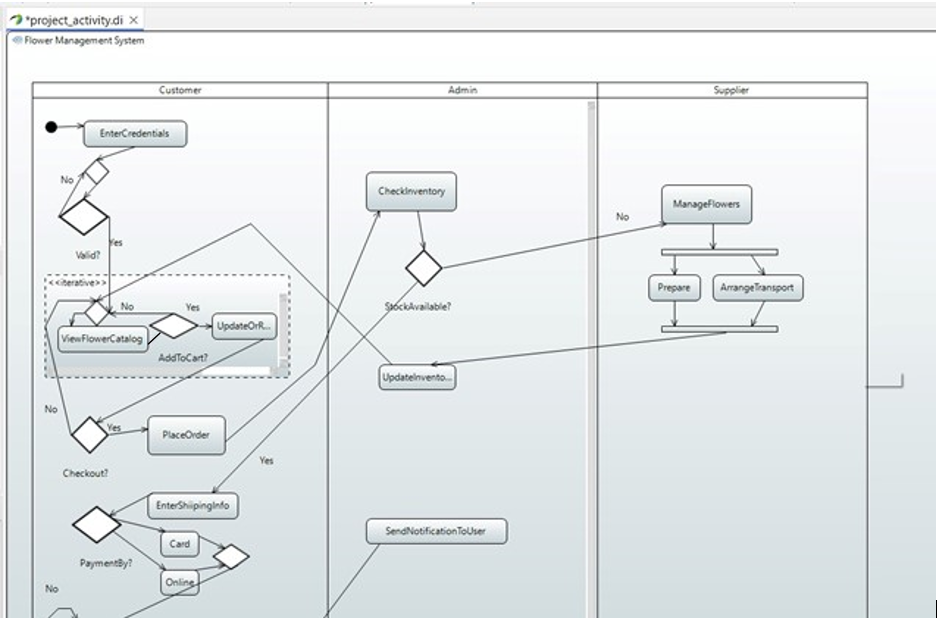 *project_activity.di
Flower Management System
Customer
Admin
Supplier
EnterCredentials
No
Valid?
Yes
CheckInventory
StockAvailable?
No
ManageFlowers
Prepare
ArrangeTransport
<<iterative>>
No
Yes
ViewFlowerCatalog
UpdateOrR...
AddToCart?
UpdateInvento...
No
Yes
PlaceOrder
Checkout?
Yes
EnterShiipingInfo
Card
PaymentBy?
Online
SendNotificationToUser
No